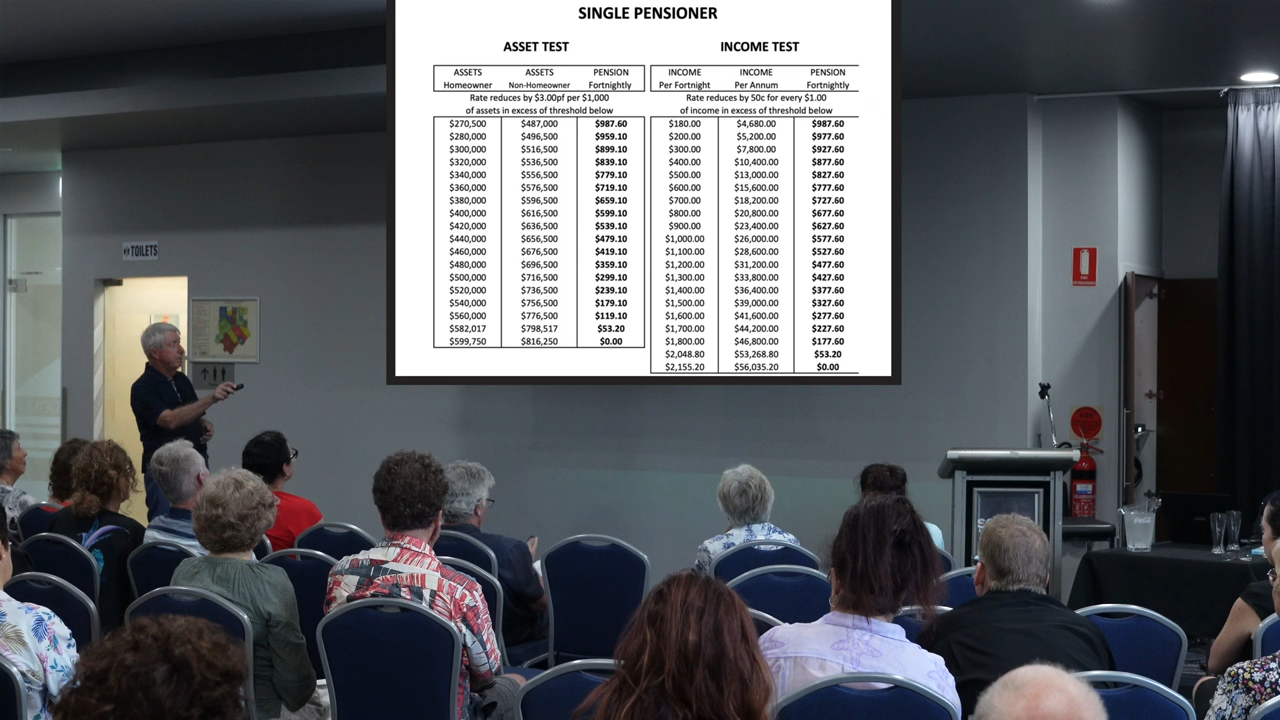 SINGLE PENSIONER
ASSET TEST
ASSETS ASSETS PENSION
Homeowner Non-Homeowner Fortnightly
Rate reduces by $3.00pf per $1,000
of assets in excess of threshold below
$270,500 $487,000 $987.60
$280,000 $496,500 $959.10
$300,000 $516,500 $899.10
$320,000 $536,500 $839.10
$340,000 $556,500 $779.10
$360,000 $576,500 $719.10
$380,000 $596,500 $659.10
$400,000 $616,500 $599.10
$420,000 $636,500 $539.10
$440,000 $656,500 $479.10
$460,000 $676,500 $419.10
$480,000 $696,500 $359.10
$500,000 $716,500 $299.10
$520,000 $736,500 $239.10
$540,000 $756,500 $179.10
$560,000 $776,500 $119.10
$582,017 $798,517 $53.20
$599,750 $816,250 $0.00
INCOME TEST
INCOME INCOME PENSION
Per Fortnight Per Annum Fortnightly
Rate reduces by 50c for every $1.00
of income in excess of threshold below
$180.00 $4,680.00 $987.60
$200.00 $5,200.00 $977.60
$300.00 $7,800.00 $927.60
$400.00 $10,400.00 $877.60
$500.00 $13,000.00 $827.60
$600.00 $15,600.00 $777.60
$700.00 $18,200.00 $727.60
$800.00 $20,800.00 $677.60
$900.00 $23,400.00 $627.60
$1,000.00 $26,000.00 $577.60
$1,100.00 $28,600.00 $527.60
$1,200.00 $31,200.00 $477.60
$1,300.00 $33,800.00 $427.60
$1,400.00 $36,400.00 $377.60
$1,500.00 $39,000.00 $327.60
$1,600.00 $41,600.00 $277.60
$1,700.00 $44,200.00 $227.60
$1,800.00 $46,800.00 $177.60
$2,048.80 $53,268.80 $53.20
$2,155.20 $56,035.20 $0.00
TOILETS